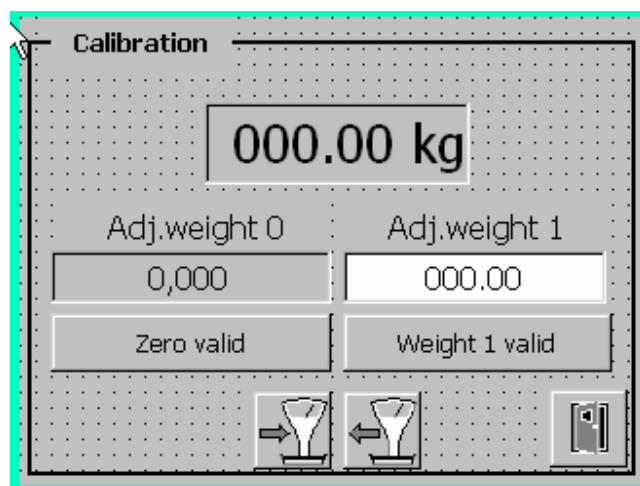 Calibration
000.00 kg
Adj.weight 0 Adj.weight 1
0,000 000.00
Zero valid Weight 1 valid